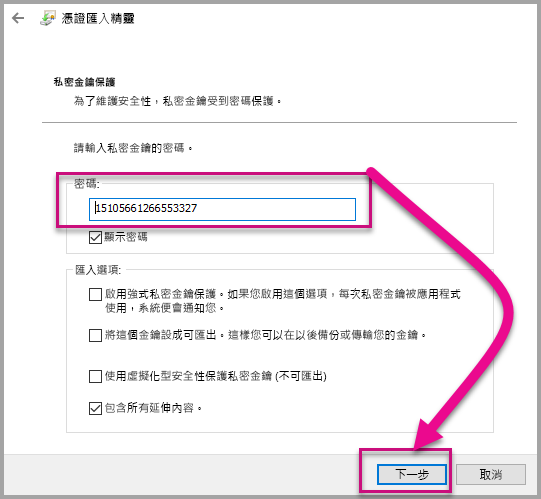 憑證匯入精靈
私密金鑰保護
為了維護安全性，私密金鑰受到密碼保護。
請輸入私密金鑰的密碼。
密碼:
15105661266553327
顯示密碼
匯入選項:
啟用強式私密金鑰保護。如果您啟用這個選項，每次私密金鑰被應用程式
使用，系統便會通知您。
將這個金鑰設成可匯出。這樣您可以在以後備份或傳輸您的金鑰。
使用虛擬化型安全性保護私密金鑰 (不可匯出)
包含所有延伸內容。
下一步
取消